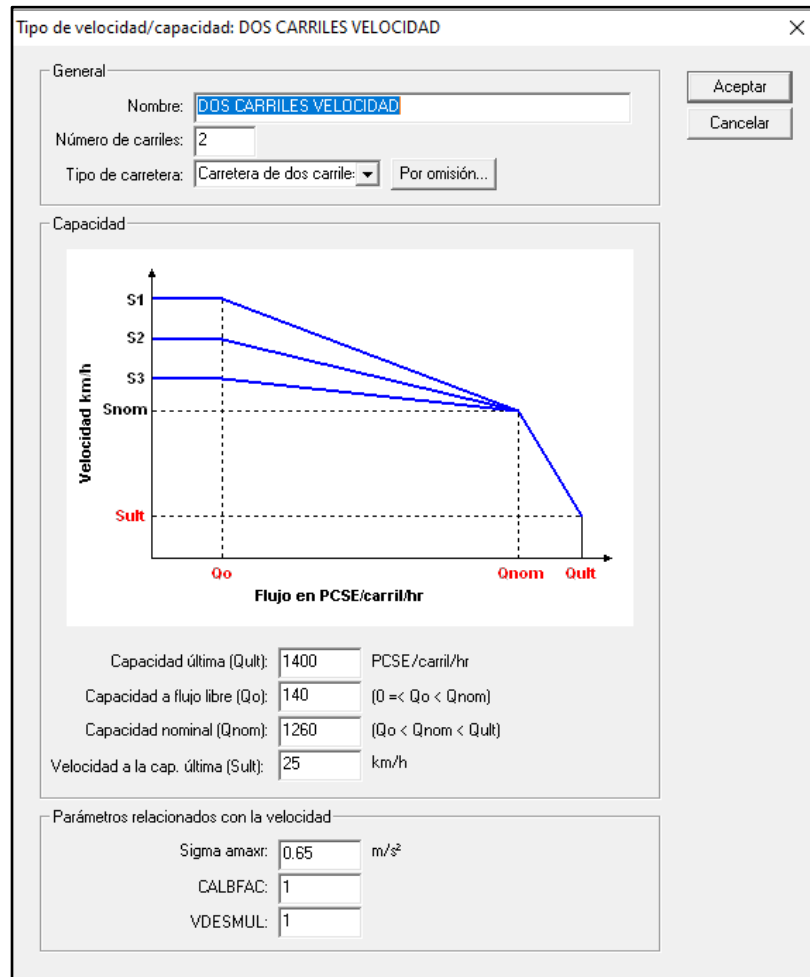 Tipo de velocidad/capacidad: DOS CARRILES VELOCIDAD
General
Nombre: DOS CARRILES VELOCIDAD
Número de carriles: 2
Tipo de carretera: Carretera de dos carriles Por omisión...
Aceptar
Cancelar
Capacidad
Velocidad km/h
S1
S2
S3
Snom
Sult
Qo Qnom Qult
Flujo en PCSE/carril/hr
Capacidad última (Qult): 1400 PCSE/carril/hr
Capacidad a flujo libre (Qo): 140 (0 =< Qo < Qnom)
Capacidad nominal (Qnom): 1260 (Qo < Qnom < Qult)
Velocidad a la cap. última (Sult): 25 km/h
Parámetros relacionados con la velocidad
Sigma amaxr: 0.65 m/s²
CALBFAC: 1
VDESMUL: 1